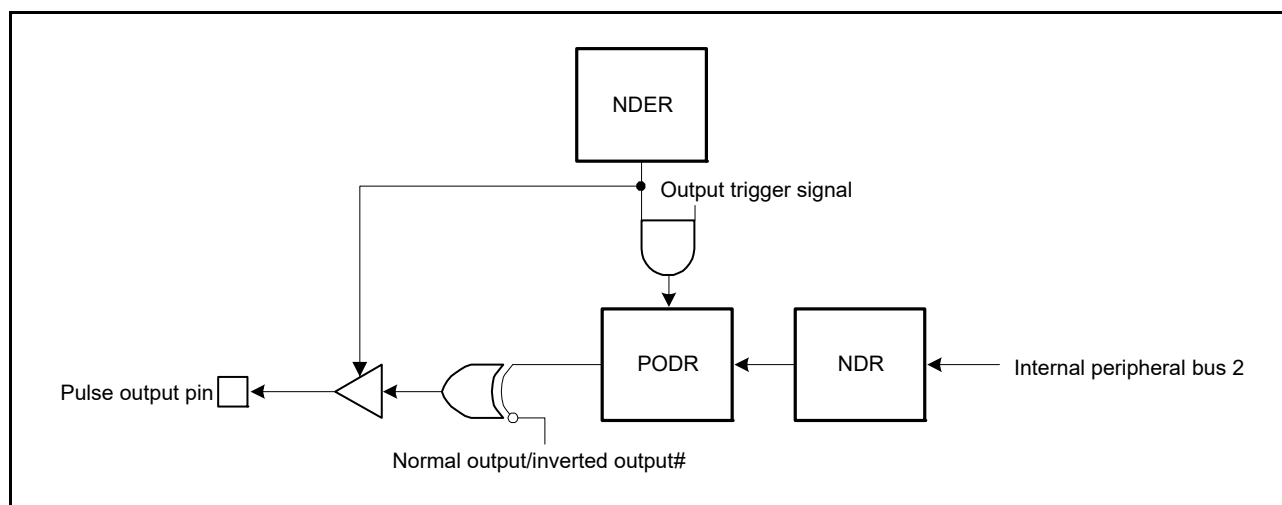 NDER
Output trigger signal
PODR
NDR
Internal peripheral bus 2
Pulse output pin
Normal output/inverted output#